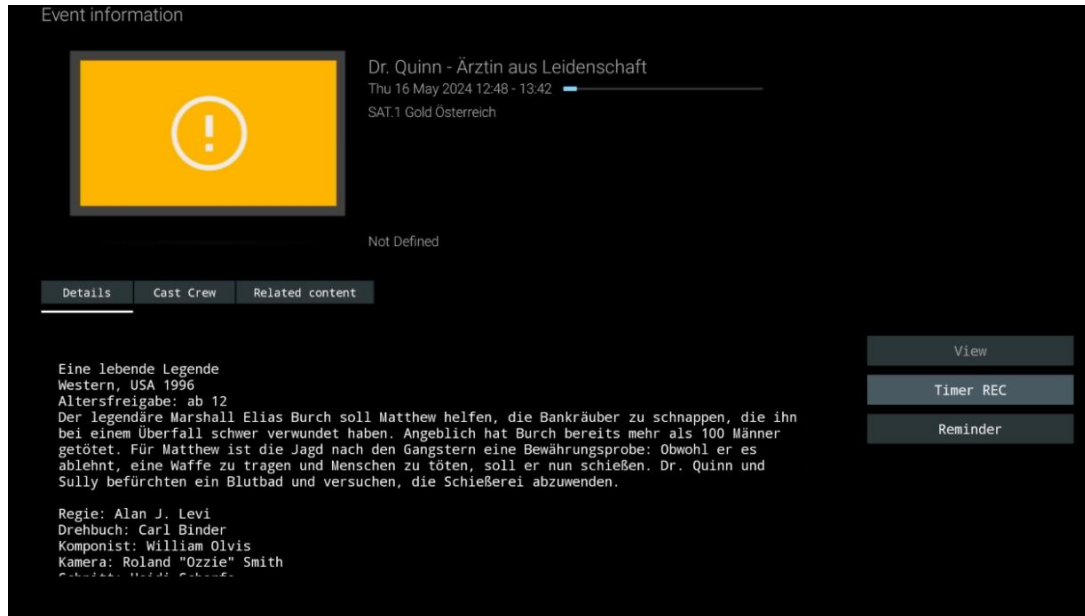 Event information
Dr. Quinn - Ärztin aus Leidenschaft
Thu 16 May 2024 12:48 - 13:42
SAT.1 Gold Österreich
Not Defined
Details
Cast Crew
Related content
View
Timer REC
Reminder
Eine lebende Legende
Western, USA 1996
Altersfreigabe: ab 12
Der legendäre Marshall Elias Burch soll Matthew helfen, die Bankräuber zu schnappen, die ihn
bei einem Überfall schwer verwundet haben. Angeblich hat Burch bereits mehr als 100 Männer
getötet. Für Matthew ist die Jagd nach den Gangstern eine Bewährungsprobe: Obwohl er es
ablehnt, eine Waffe zu tragen und Menschen zu töten, soll er nun schießen. Dr. Quinn und
Sully befürchten ein Blutbad und versuchen, die Schießerei abzuwenden.
Regie: Alan J. Levi
Drehbuch: Carl Binder
Komponist: William Olvis
Kamera: Roland "Ozzie" Smith